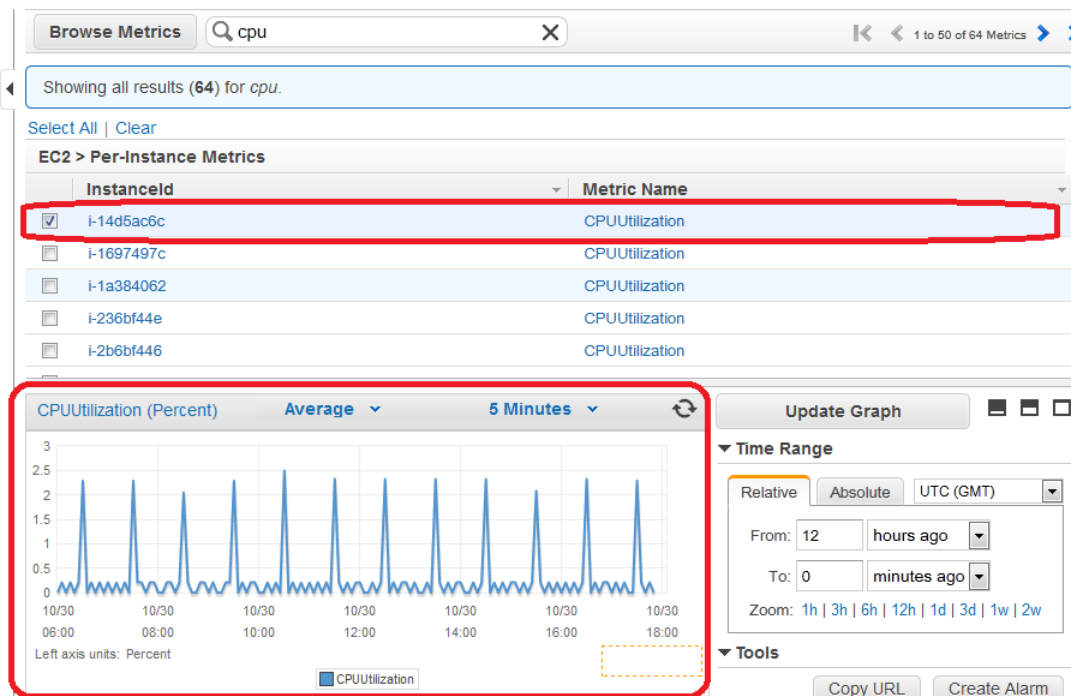 Browse Metrics cpu 1 to 50 of 64 Metrics
Showing all results (64) for cpu.
Select All | Clear
EC2 > Per-Instance Metrics
InstanceId Metric Name
i-14d5ac6c CPUUtilization
i-1697497c CPUUtilization
i-1a384062 CPUUtilization
i-236bf44e CPUUtilization
i-2b6bf446 CPUUtilization
CPUUtilization (Percent) Average 5 Minutes
3
2.5
2
1.5
1
0.5
0
10/30 10/30 10/30 10/30 10/30 10/30 10/30
06:00 08:00 10:00 12:00 14:00 16:00 18:00
Left axis units: Percent
CPUUtilization
Update Graph
Time Range
Relative Absolute UTC (GMT)
From: 12 hours ago
To: 0 minutes ago
Zoom: 1h | 3h | 6h | 12h | 1d | 3d | 1w | 2w
Tools
Copy URL Create Alarm